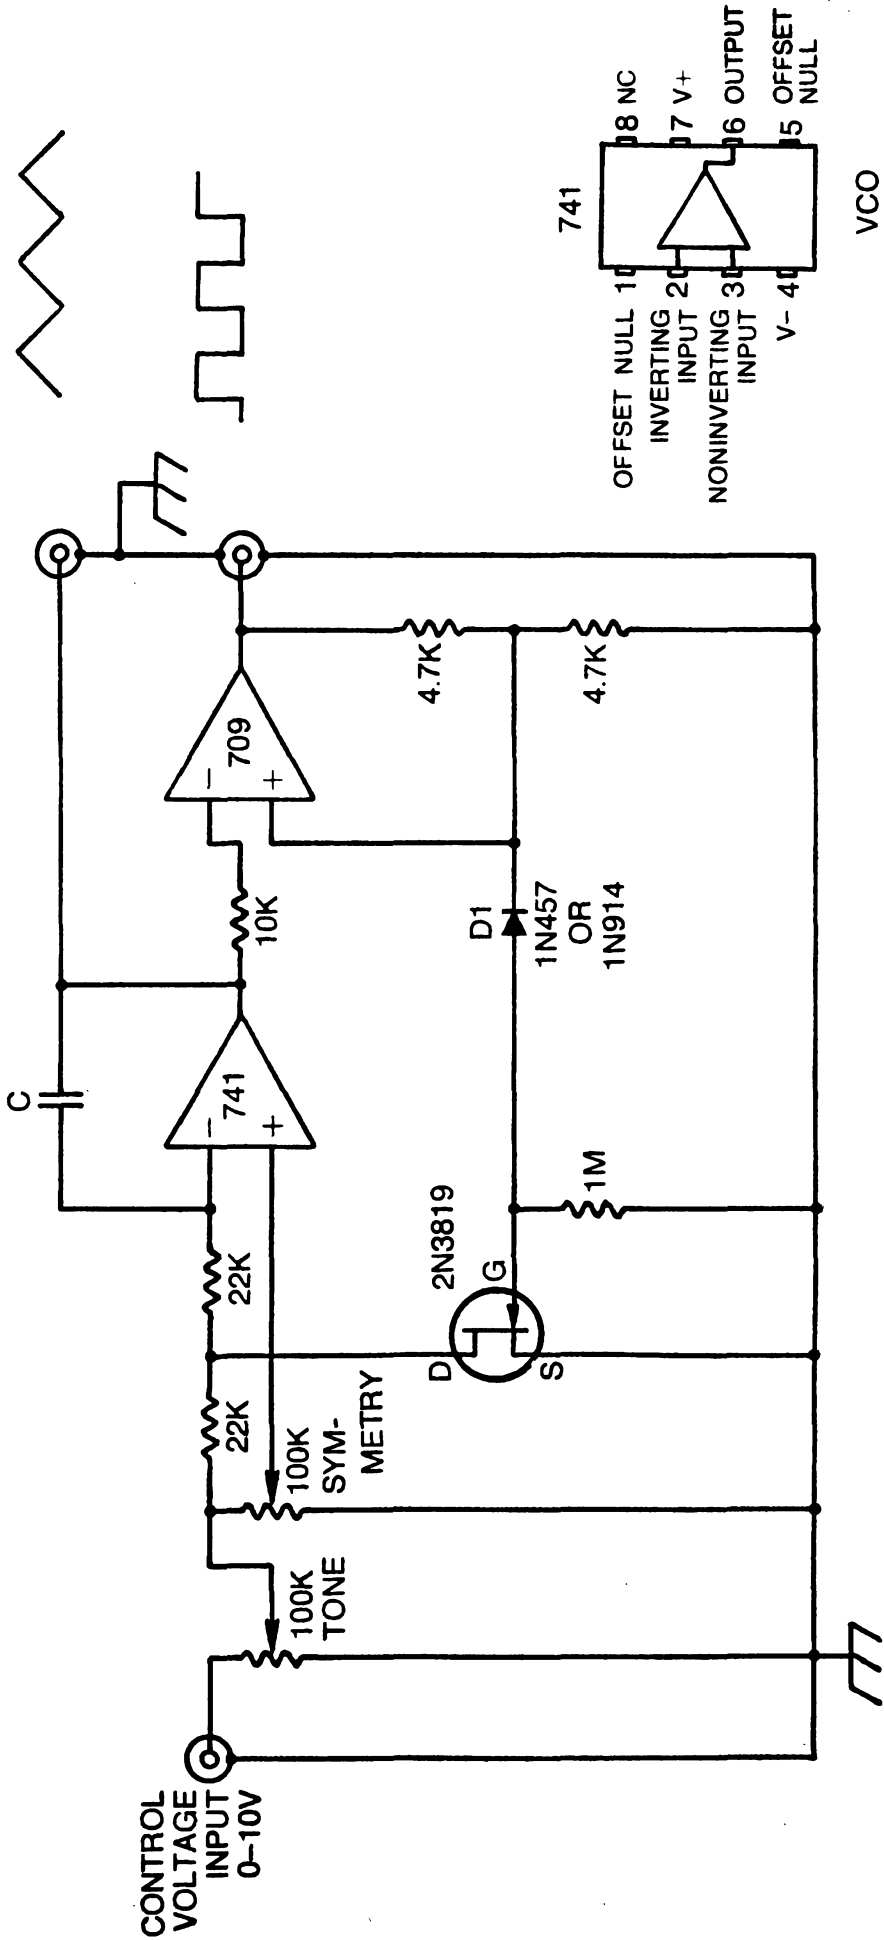 CONTROL
VOLTAGE
INPUT
0–10V
100K
TONE
100K
SYM-
METRY
22K
22K
C
−
+
741
10K
−
+
709
D
S
G
2N3819
1M
D1
1N457
OR
1N914
4.7K
4.7K
741
OFFSET NULL 1
INVERTING
INPUT 2
NONINVERTING
INPUT 3
V− 4
8 NC
7 V+
6 OUTPUT
5 OFFSET
NULL
VCO